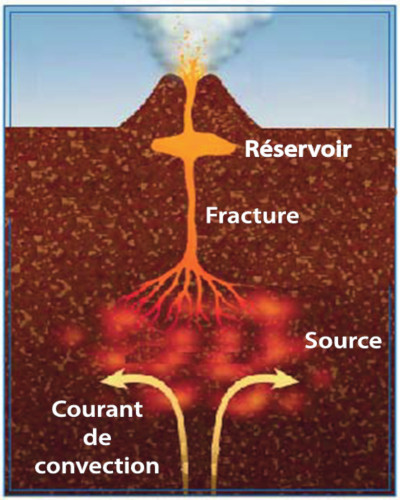 Réservoir
Fracture
Source
Courant
de
convection